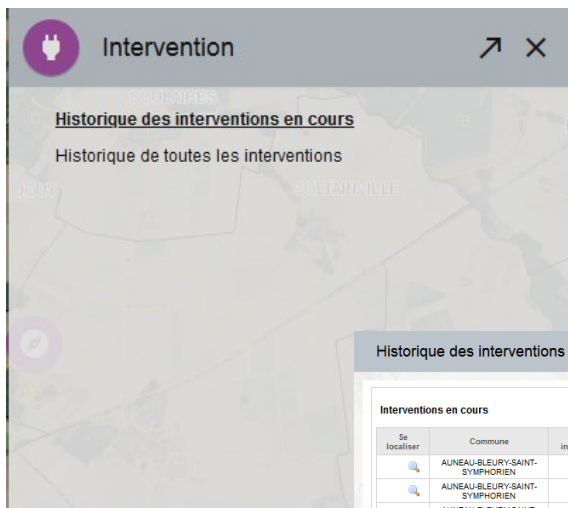 Intervention
SOULAIRES
Historique des interventions en cours
Historique de toutes les interventions
JOUY
COLTAINVILLE
Historique des interventions
Interventions en cours
Se localiser
Commune
AUNEAU-BLEURY-SAINT-
SYMPHORIEN
AUNEAU-BLEURY-SAINT-
SYMPHORIEN